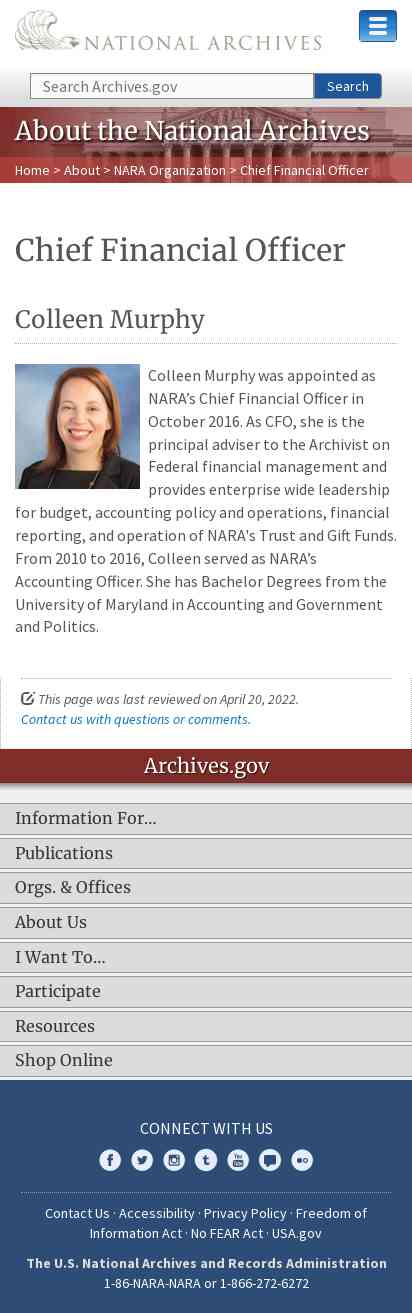 NATIONAL ARCHIVES
Search Archives.gov
Search
About the National Archives
Home > About > NARA Organization > Chief Financial Officer
Chief Financial Officer
Colleen Murphy
Colleen Murphy was appointed as
NARA’s Chief Financial Officer in
October 2016. As CFO, she is the
principal adviser to the Archivist on
Federal financial management and
provides enterprise wide leadership
for budget, accounting policy and operations, financial
reporting, and operation of NARA's Trust and Gift Funds.
From 2010 to 2016, Colleen served as NARA’s
Accounting Officer. She has Bachelor Degrees from the
University of Maryland in Accounting and Government
and Politics.
This page was last reviewed on April 20, 2022.
Contact us with questions or comments.
Archives.gov
Information For…
Publications
Orgs. & Offices
About Us
I Want To…
Participate
Resources
Shop Online
CONNECT WITH US
Contact Us · Accessibility · Privacy Policy · Freedom of
Information Act · No FEAR Act · USA.gov
The U.S. National Archives and Records Administration
1-86-NARA-NARA or 1-866-272-6272